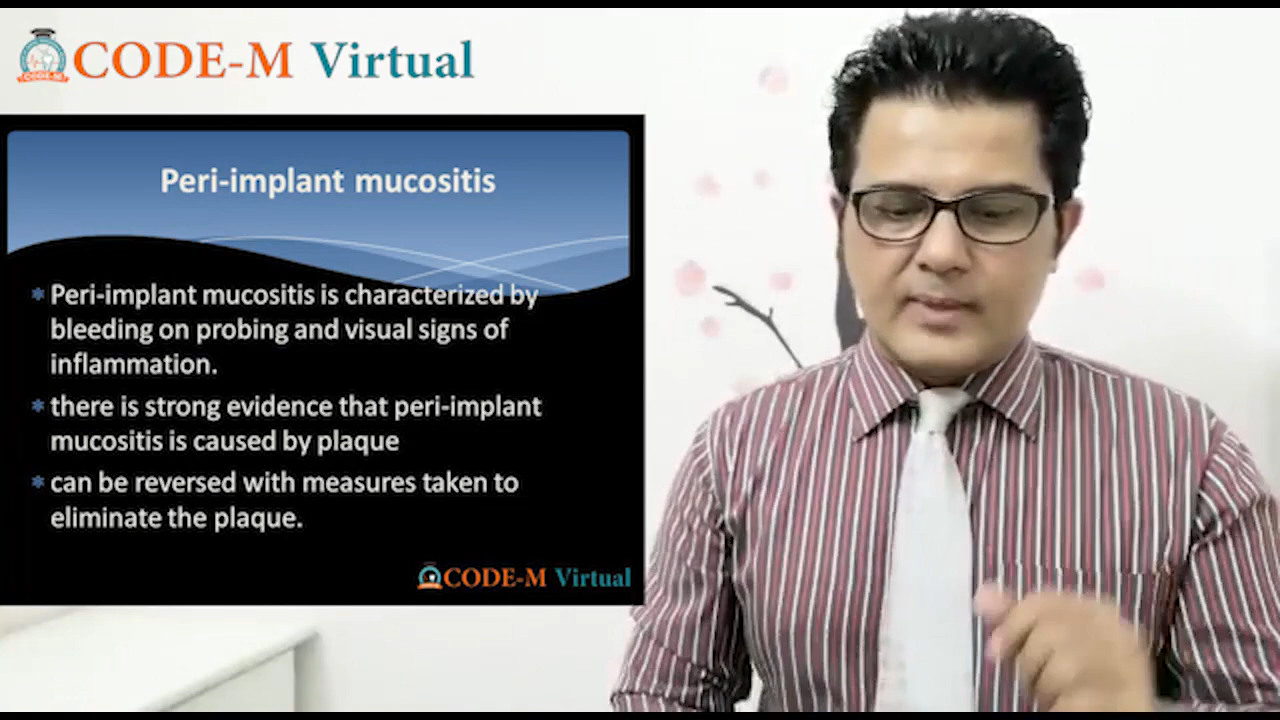 CODE-M Virtual
CODE-M
Peri-implant mucositis
Peri-implant mucositis is characterized by
bleeding on probing and visual signs of
inflammation.
there is strong evidence that peri-implant
mucositis is caused by plaque
can be reversed with measures taken to
eliminate the plaque.
CODE-M Virtual